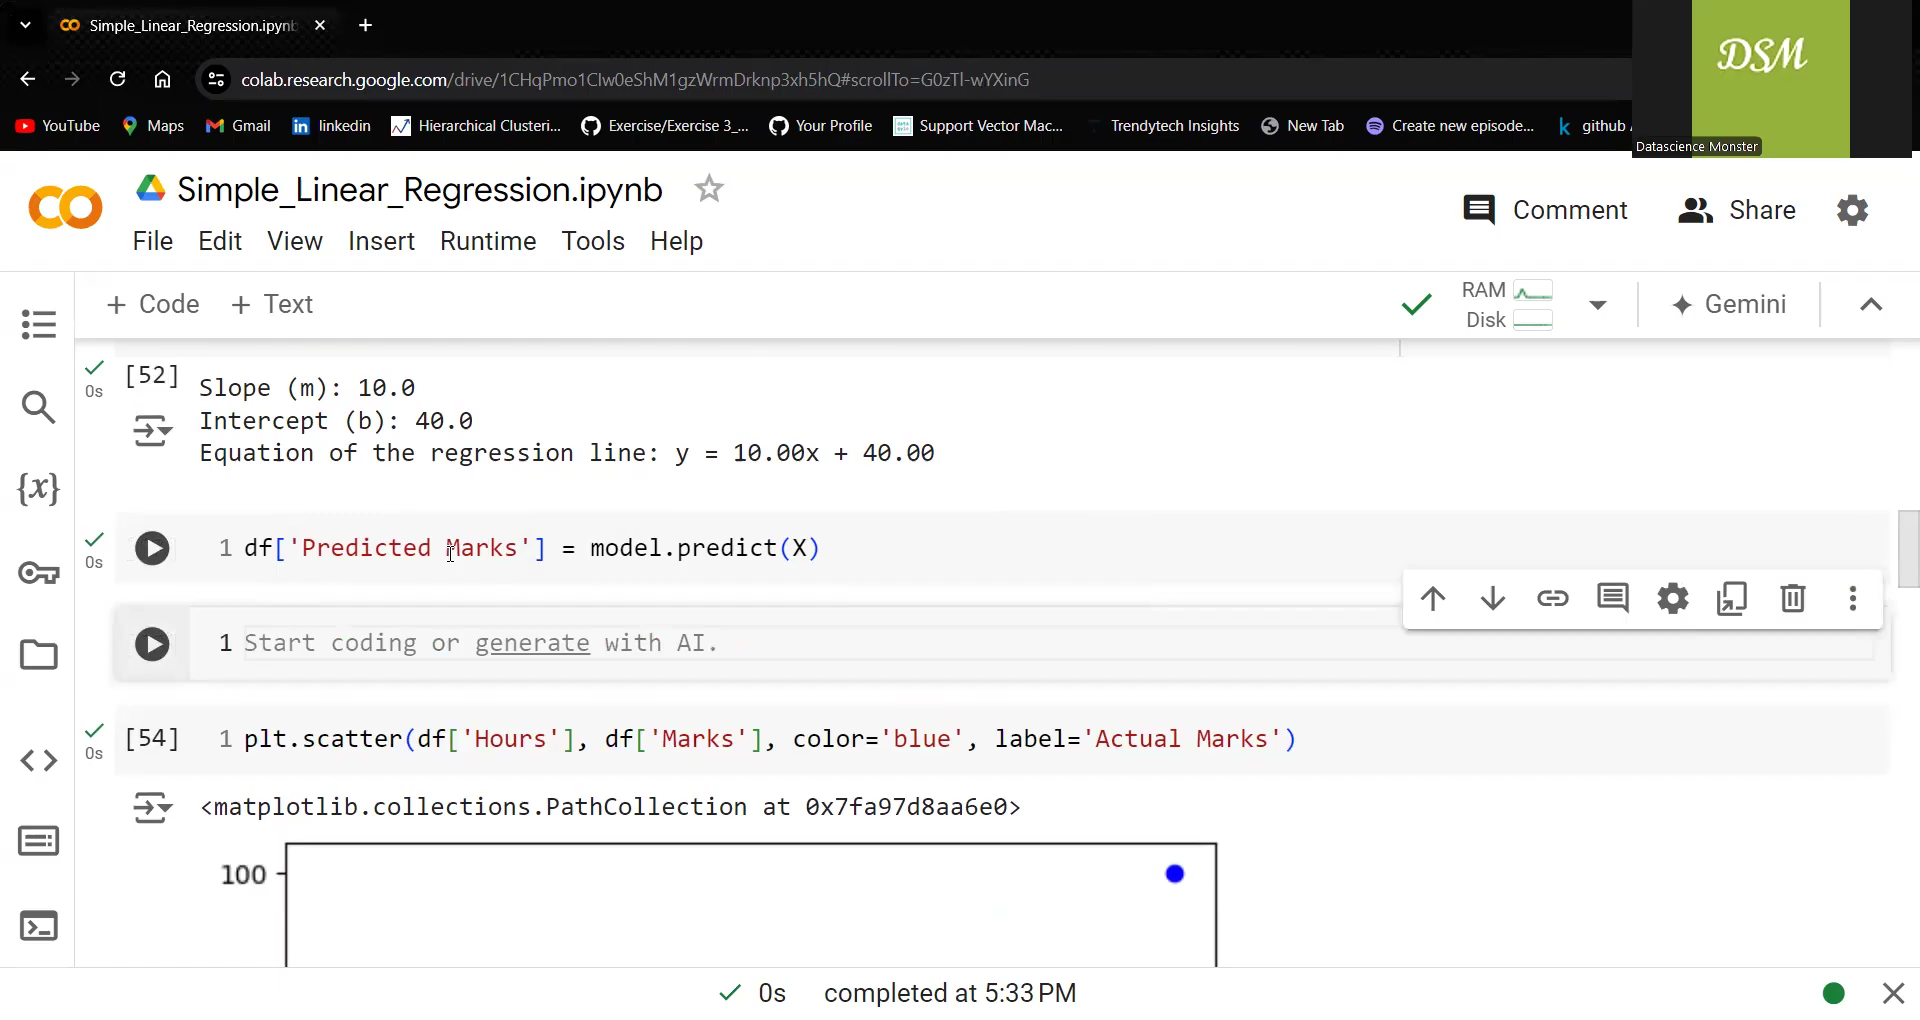 Simple_Linear_Regression.ipynb
colab.research.google.com/drive/1CHqPmo1CIw0eShM1gzWrmDrknp3xh5hQ#scrollTo=G0zTl-wYXinG
YouTube Maps Gmail linkedin Hierarchical Clusteri... Exercise/Exercise 3_... Your Profile Support Vector Mac... Trendytech Insights New Tab Create new episode... github
DSM
Datascience Monster
Simple_Linear_Regression.ipynb
Comment Share
File Edit View Insert Runtime Tools Help
+ Code + Text
RAM
Disk
Gemini
[52]
0s
Slope (m): 10.0
Intercept (b): 40.0
Equation of the regression line: y = 10.00x + 40.00
{x}
0s
1 df['Predicted Marks'] = model.predict(X)
1 Start coding or generate with AI.
[54] 1 plt.scatter(df['Hours'], df['Marks'], color='blue', label='Actual Marks')
0s
<matplotlib.collections.PathCollection at 0x7fa97d8aa6e0>
100
0s completed at 5:33 PM